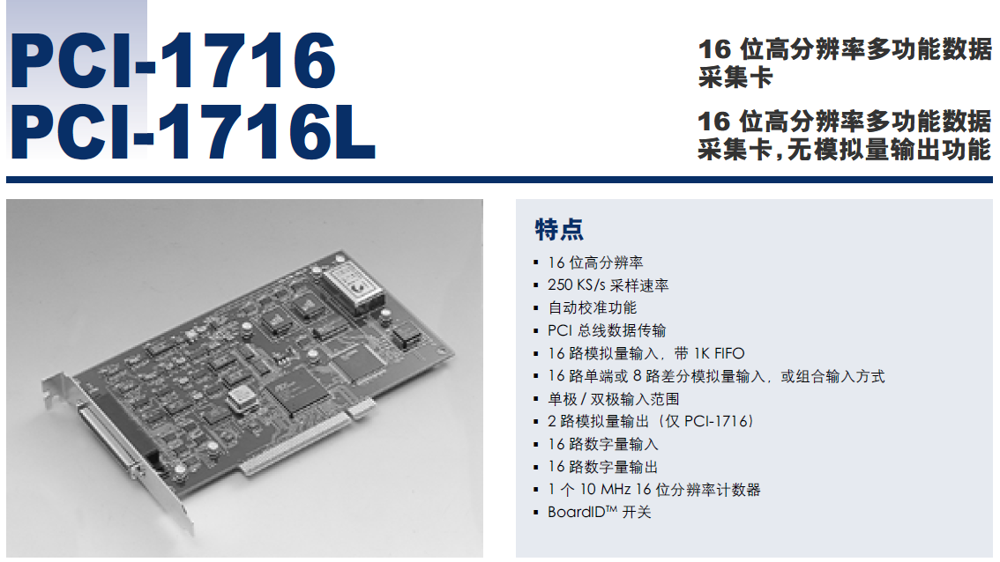 PCI-1716
PCI-1716L
16 位高分辨率多功能数据
采集卡
16 位高分辨率多功能数据
采集卡,无模拟量输出功能
特点
▪ 16 位高分辨率
▪ 250 KS/s 采样速率
▪ 自动校准功能
▪ PCI 总线数据传输
▪ 16 路模拟量输入，带 1K FIFO
▪ 16 路单端或 8 路差分模拟量输入，或组合输入方式
▪ 单极 / 双极输入范围
▪ 2 路模拟量输出（仅 PCI-1716）
▪ 16 路数字量输入
▪ 16 路数字量输出
▪ 1 个 10 MHz 16 位分辨率计数器
▪ BoardID™ 开关